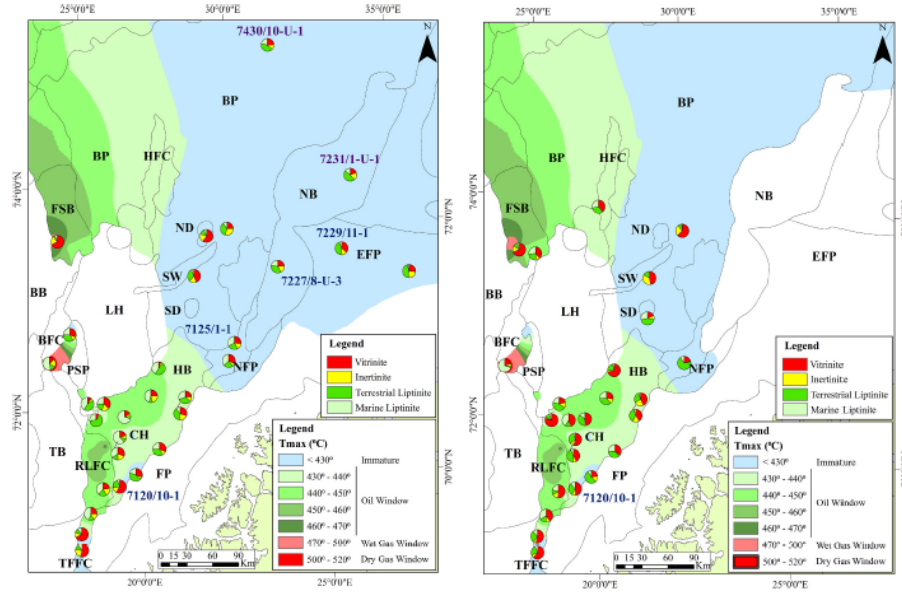 25°0'0"E 30°0'0"E 35°0'0"E
7430/10-U-1
BP
7231/1-U-1
BP
HFC
74°0'0"N
NB
FSB
ND
7229/11-1
EFP
72°0'0"N
SW
7227/8-U-3
BB
LH
SD
7125/1-1
BFC
PSP
HB
NFP
72°0'0"N
CH
TB
RLFC
FP
70°0'0"N
7120/10-1
TFFC
Legend
Vitrinite
Inertinite
Terrestrial Liptinite
Marine Liptinite
Legend
Tmax (°C)
< 430° Immature
430° - 440°
440° - 450° Oil Window
450° - 460°
460° - 470°
470° - 500° Wet Gas Window
500° - 520° Dry Gas Window
0 15 30 60 90
Km
20°0'0"E 25°0'0"E
25°0'0"E 30°0'0"E 35°0'0"E
BP
BP
HFC
74°0'0"N
NB
FSB
ND
EFP
SW
BB
LH
SD
BFC
PSP
HB
NFP
72°0'0"N
CH
TB
RLFC
FP
7120/10-1
TFFC
Legend
Vitrinite
Inertinite
Terrestrial Liptinite
Marine Liptinite
Legend
Tmax (°C)
< 430° Immature
430° - 440°
440° - 450° Oil Window
450° - 460°
460° - 470°
470° - 500° Wet Gas Window
500° - 520° Dry Gas Window
0 15 30 60 90
Km
20°0'0"E 25°0'0"E